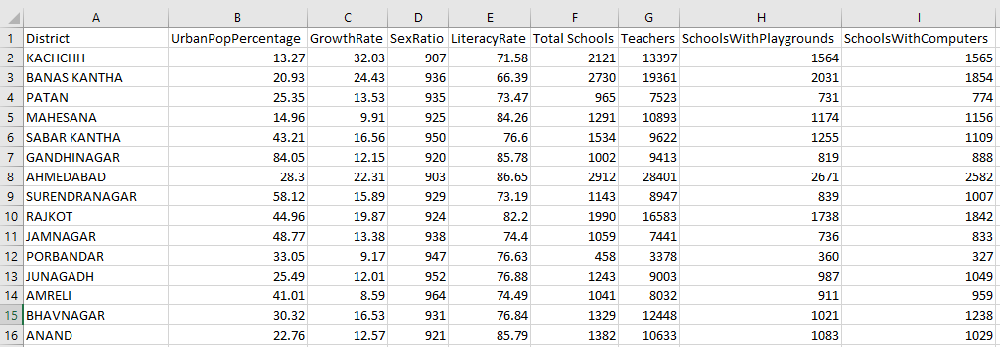 A B C D E F G H I
1 District UrbanPopPercentage GrowthRate SexRatio LiteracyRate Total Schools Teachers SchoolsWithPlaygrounds SchoolsWithComputers
2 KACHCHH 13.27 32.03 907 71.58 2121 13397 1564 1565
3 BANAS KANTHA 20.93 24.43 936 66.39 2730 19361 2031 1854
4 PATAN 25.35 13.53 935 73.47 965 7523 731 774
5 MAHESANA 14.96 9.91 925 84.26 1291 10893 1174 1156
6 SABAR KANTHA 43.21 16.56 950 76.6 1534 9622 1255 1109
7 GANDHINAGAR 84.05 12.15 920 85.78 1002 9413 819 888
8 AHMEDABAD 28.3 22.31 903 86.65 2912 28401 2671 2582
9 SURENDRANAGAR 58.12 15.89 929 73.19 1143 8947 839 1007
10 RAJKOT 44.96 19.87 924 82.2 1990 16583 1738 1842
11 JAMNAGAR 48.77 13.38 938 74.4 1059 7441 736 833
12 PORBANDAR 33.05 9.17 947 76.63 458 3378 360 327
13 JUNAGADH 25.49 12.01 952 76.88 1243 9003 987 1049
14 AMRELI 41.01 8.59 964 74.49 1041 8032 911 959
15 BHAVNAGAR 30.32 16.53 931 76.84 1329 12448 1021 1238
16 ANAND 22.76 12.57 921 85.79 1382 10633 1083 1029